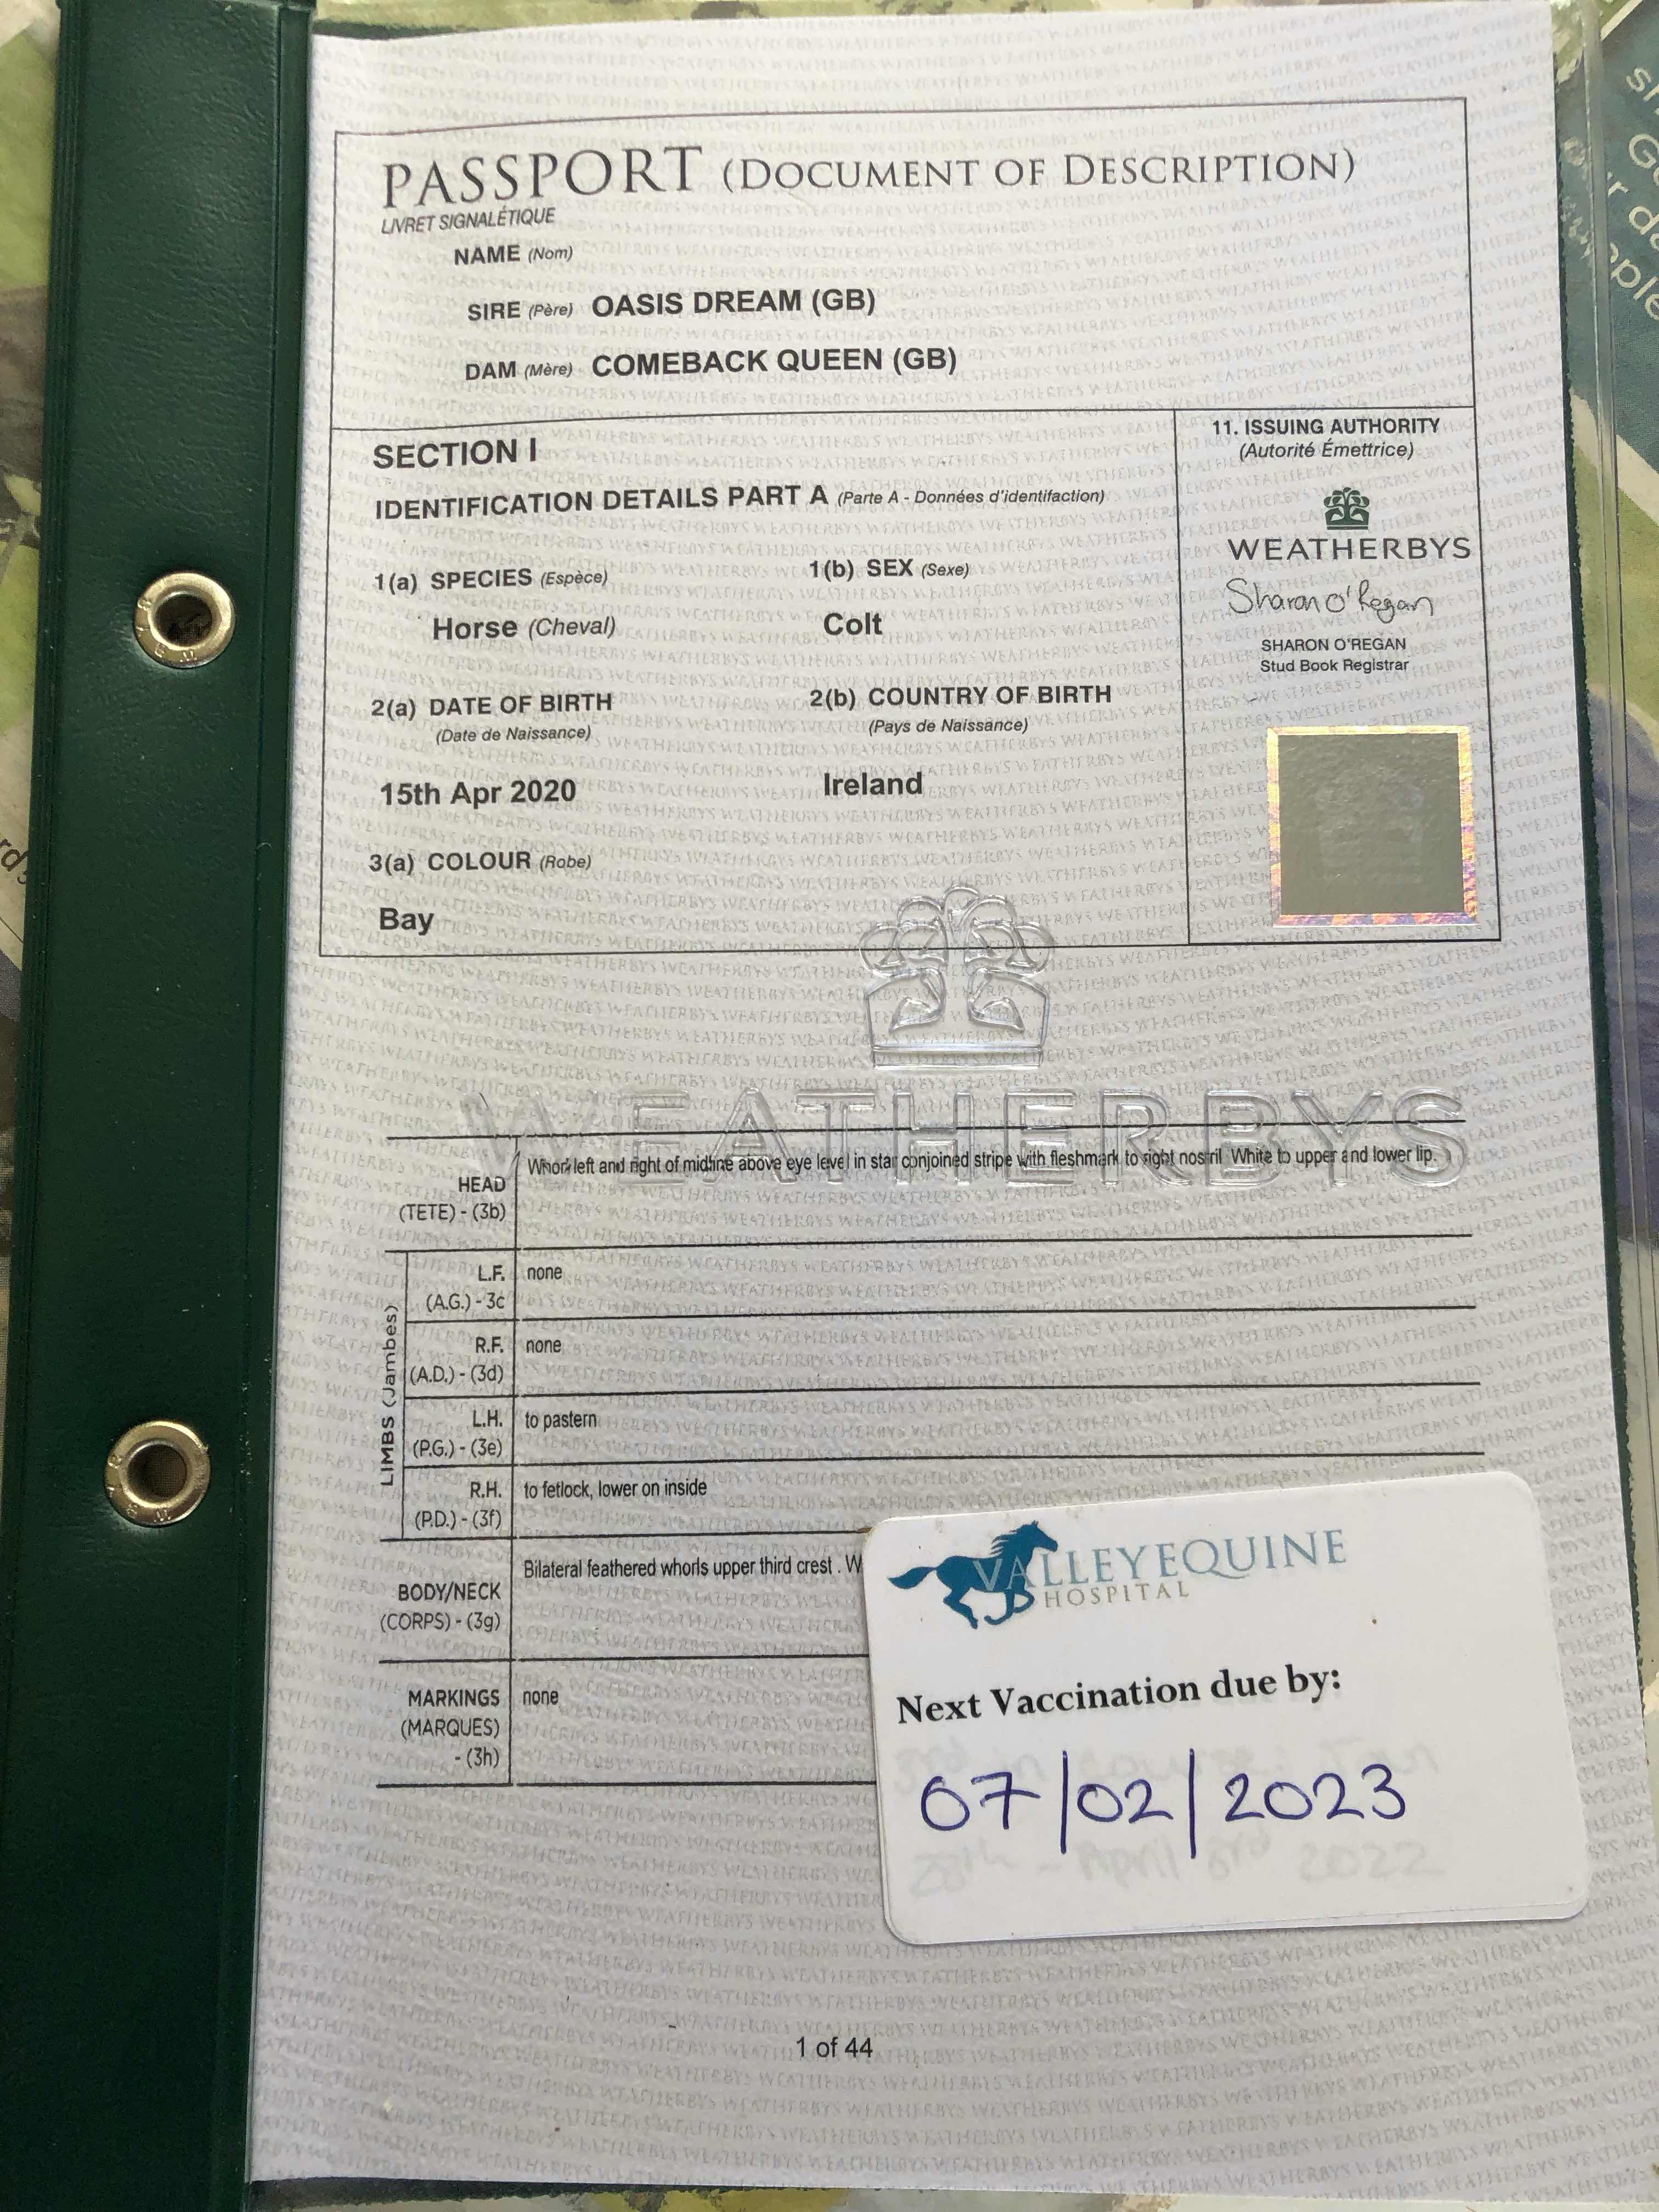 PASSPORT (DOCUMENT OF DESCRIPTION)
LIVRET SIGNALÉTIQUE
NAME (Nom)
SIRE (Père) OASIS DREAM (GB)
DAM (Mère) COMEBACK QUEEN (GB)
SECTION I
IDENTIFICATION DETAILS PART A (Parte A - Données d'identifaction)
1(a) SPECIES (Espèce)
1(b) SEX (Sexe)
Horse (Cheval)
Colt
2(a) DATE OF BIRTH
(Date de Naissance)
2(b) COUNTRY OF BIRTH
(Pays de Naissance)
15th Apr 2020
Ireland
3(a) COLOUR (Robe)
Bay
11. ISSUING AUTHORITY
(Autorité Émettrice)
WEATHERBYS
Sharon O'Regan
SHARON O'REGAN
Stud Book Registrar
WEATHERBYS
HEAD
(TETE) - (3b)
Whorl left and right of midline above eye level in star conjoined stripe with fleshmark to right nostril White to upper and lower lip.
LIMBS (Jambes)
L.F.
(A.G.) - 3c
none
R.F.
(A.D.) - (3d)
none
L.H.
(P.G.) - (3e)
to pastern
R.H.
(P.D.) - (3f)
to fetlock, lower on inside
BODY/NECK
(CORPS) - (3g)
Bilateral feathered whorls upper third crest . W
MARKINGS
(MARQUES)
- (3h)
none
VALLEY EQUINE
HOSPITAL
Next Vaccination due by:
07/02/2023
April 3rd 2022
1 of 44